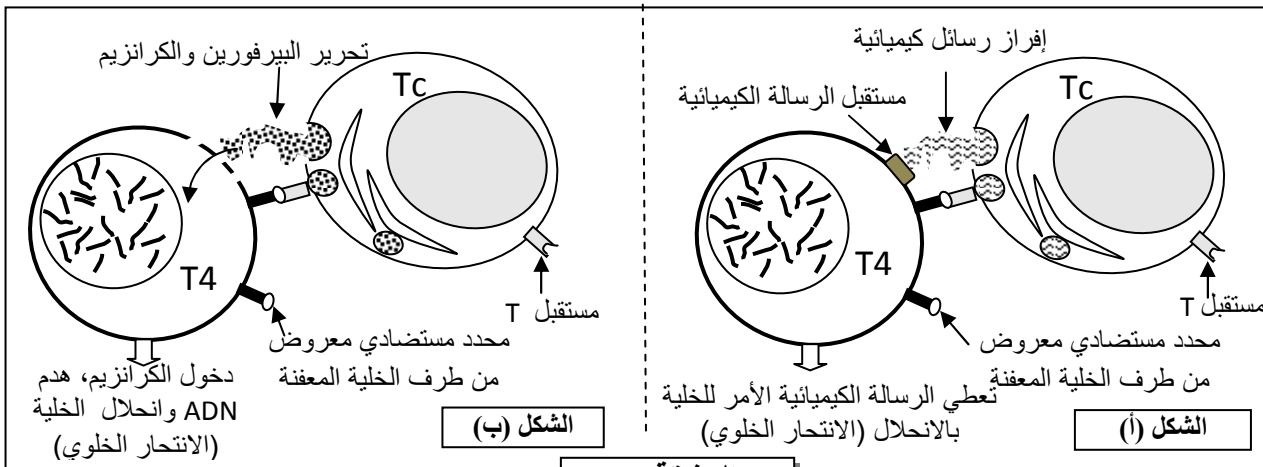 إفراز رسائل كيميائية
مستقبل الرسالة الكيميائية
Tc
T4
مستقبل T
محدد مستضادي معروض
من طرف الخلية المعفنة
تعطي الرسالة الكيميائية الأمر للخلية
بالانحلال (الانتحار الخلوي)
الشكل (أ)
تحرير البيرفورين والكرانزيم
Tc
T4
مستقبل T
محدد مستضادي معروض
من طرف الخلية المعفنة
دخول الكرانزيم، هدم
ADN وانحلال الخلية
(الانتحار الخلوي)
الشكل (ب)